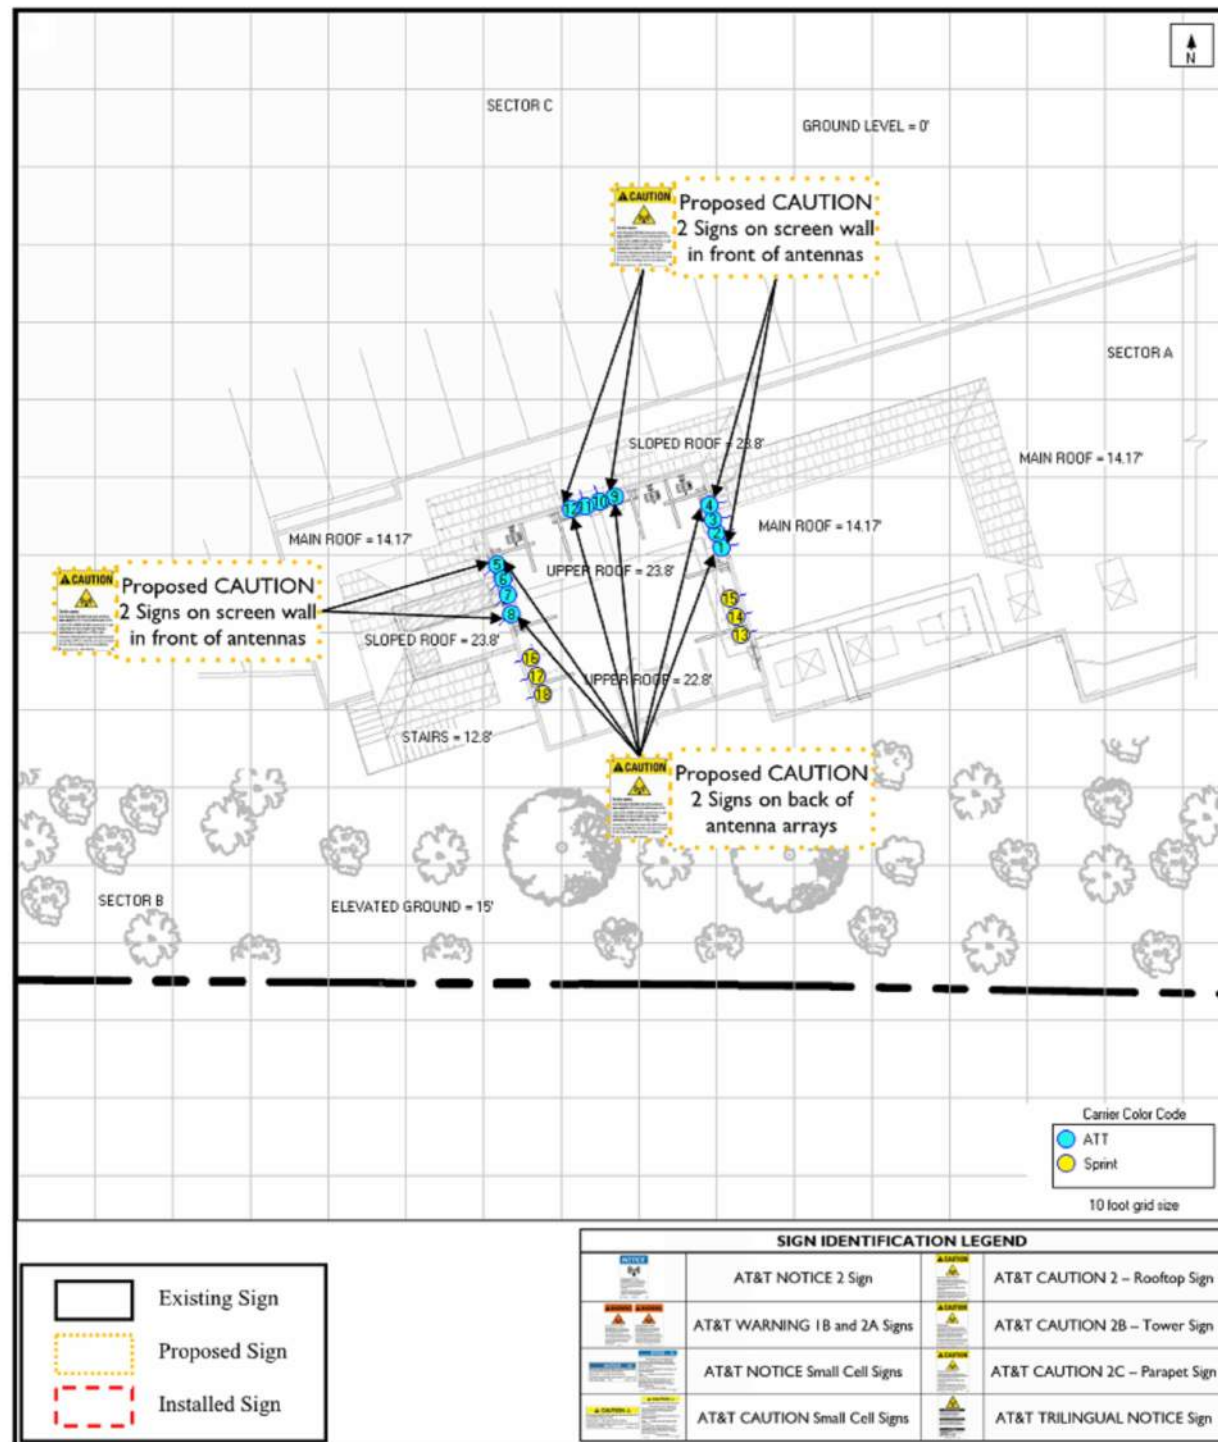 N
SECTOR C
GROUND LEVEL = 0'
CAUTION
Proposed CAUTION
2 Signs on screen wall
in front of antennas
SECTOR A
SLOPED ROOF = 23.8'
MAIN ROOF = 14.17'
12 11 10 9
4
3
2
1
MAIN ROOF = 14.17'
MAIN ROOF = 14.17'
5
6
7
8
UPPER ROOF = 23.8'
CAUTION
Proposed CAUTION
2 Signs on screen wall
in front of antennas
15
14
13
SLOPED ROOF = 23.8'
16
17
18
UPPER ROOF = 22.8'
STAIRS = 12.8'
CAUTION
Proposed CAUTION
2 Signs on back of
antenna arrays
SECTOR B
ELEVATED GROUND = 15'
Carrier Color Code
ATT
Sprint
10 foot grid size
Existing Sign
Proposed Sign
Installed Sign
SIGN IDENTIFICATION LEGEND
NOTICE
AT&T NOTICE 2 Sign
CAUTION
AT&T CAUTION 2 – Rooftop Sign
AT&T WARNING 1B and 2A Signs
CAUTION
AT&T CAUTION 2B – Tower Sign
AT&T NOTICE Small Cell Signs
CAUTION
AT&T CAUTION 2C – Parapet Sign
CAUTION
AT&T CAUTION Small Cell Signs
AT&T TRILINGUAL NOTICE Sign